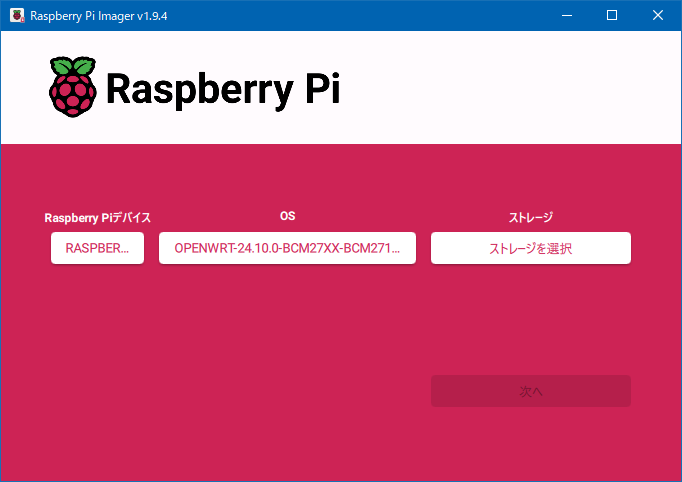 Raspberry Pi Imager v1.9.4
Raspberry Pi
Raspberry Piデバイス
OS
ストレージ
RASPBER...
OPENWRT-24.10.0-BCM27XX-BCM271...
ストレージを選択
次へ